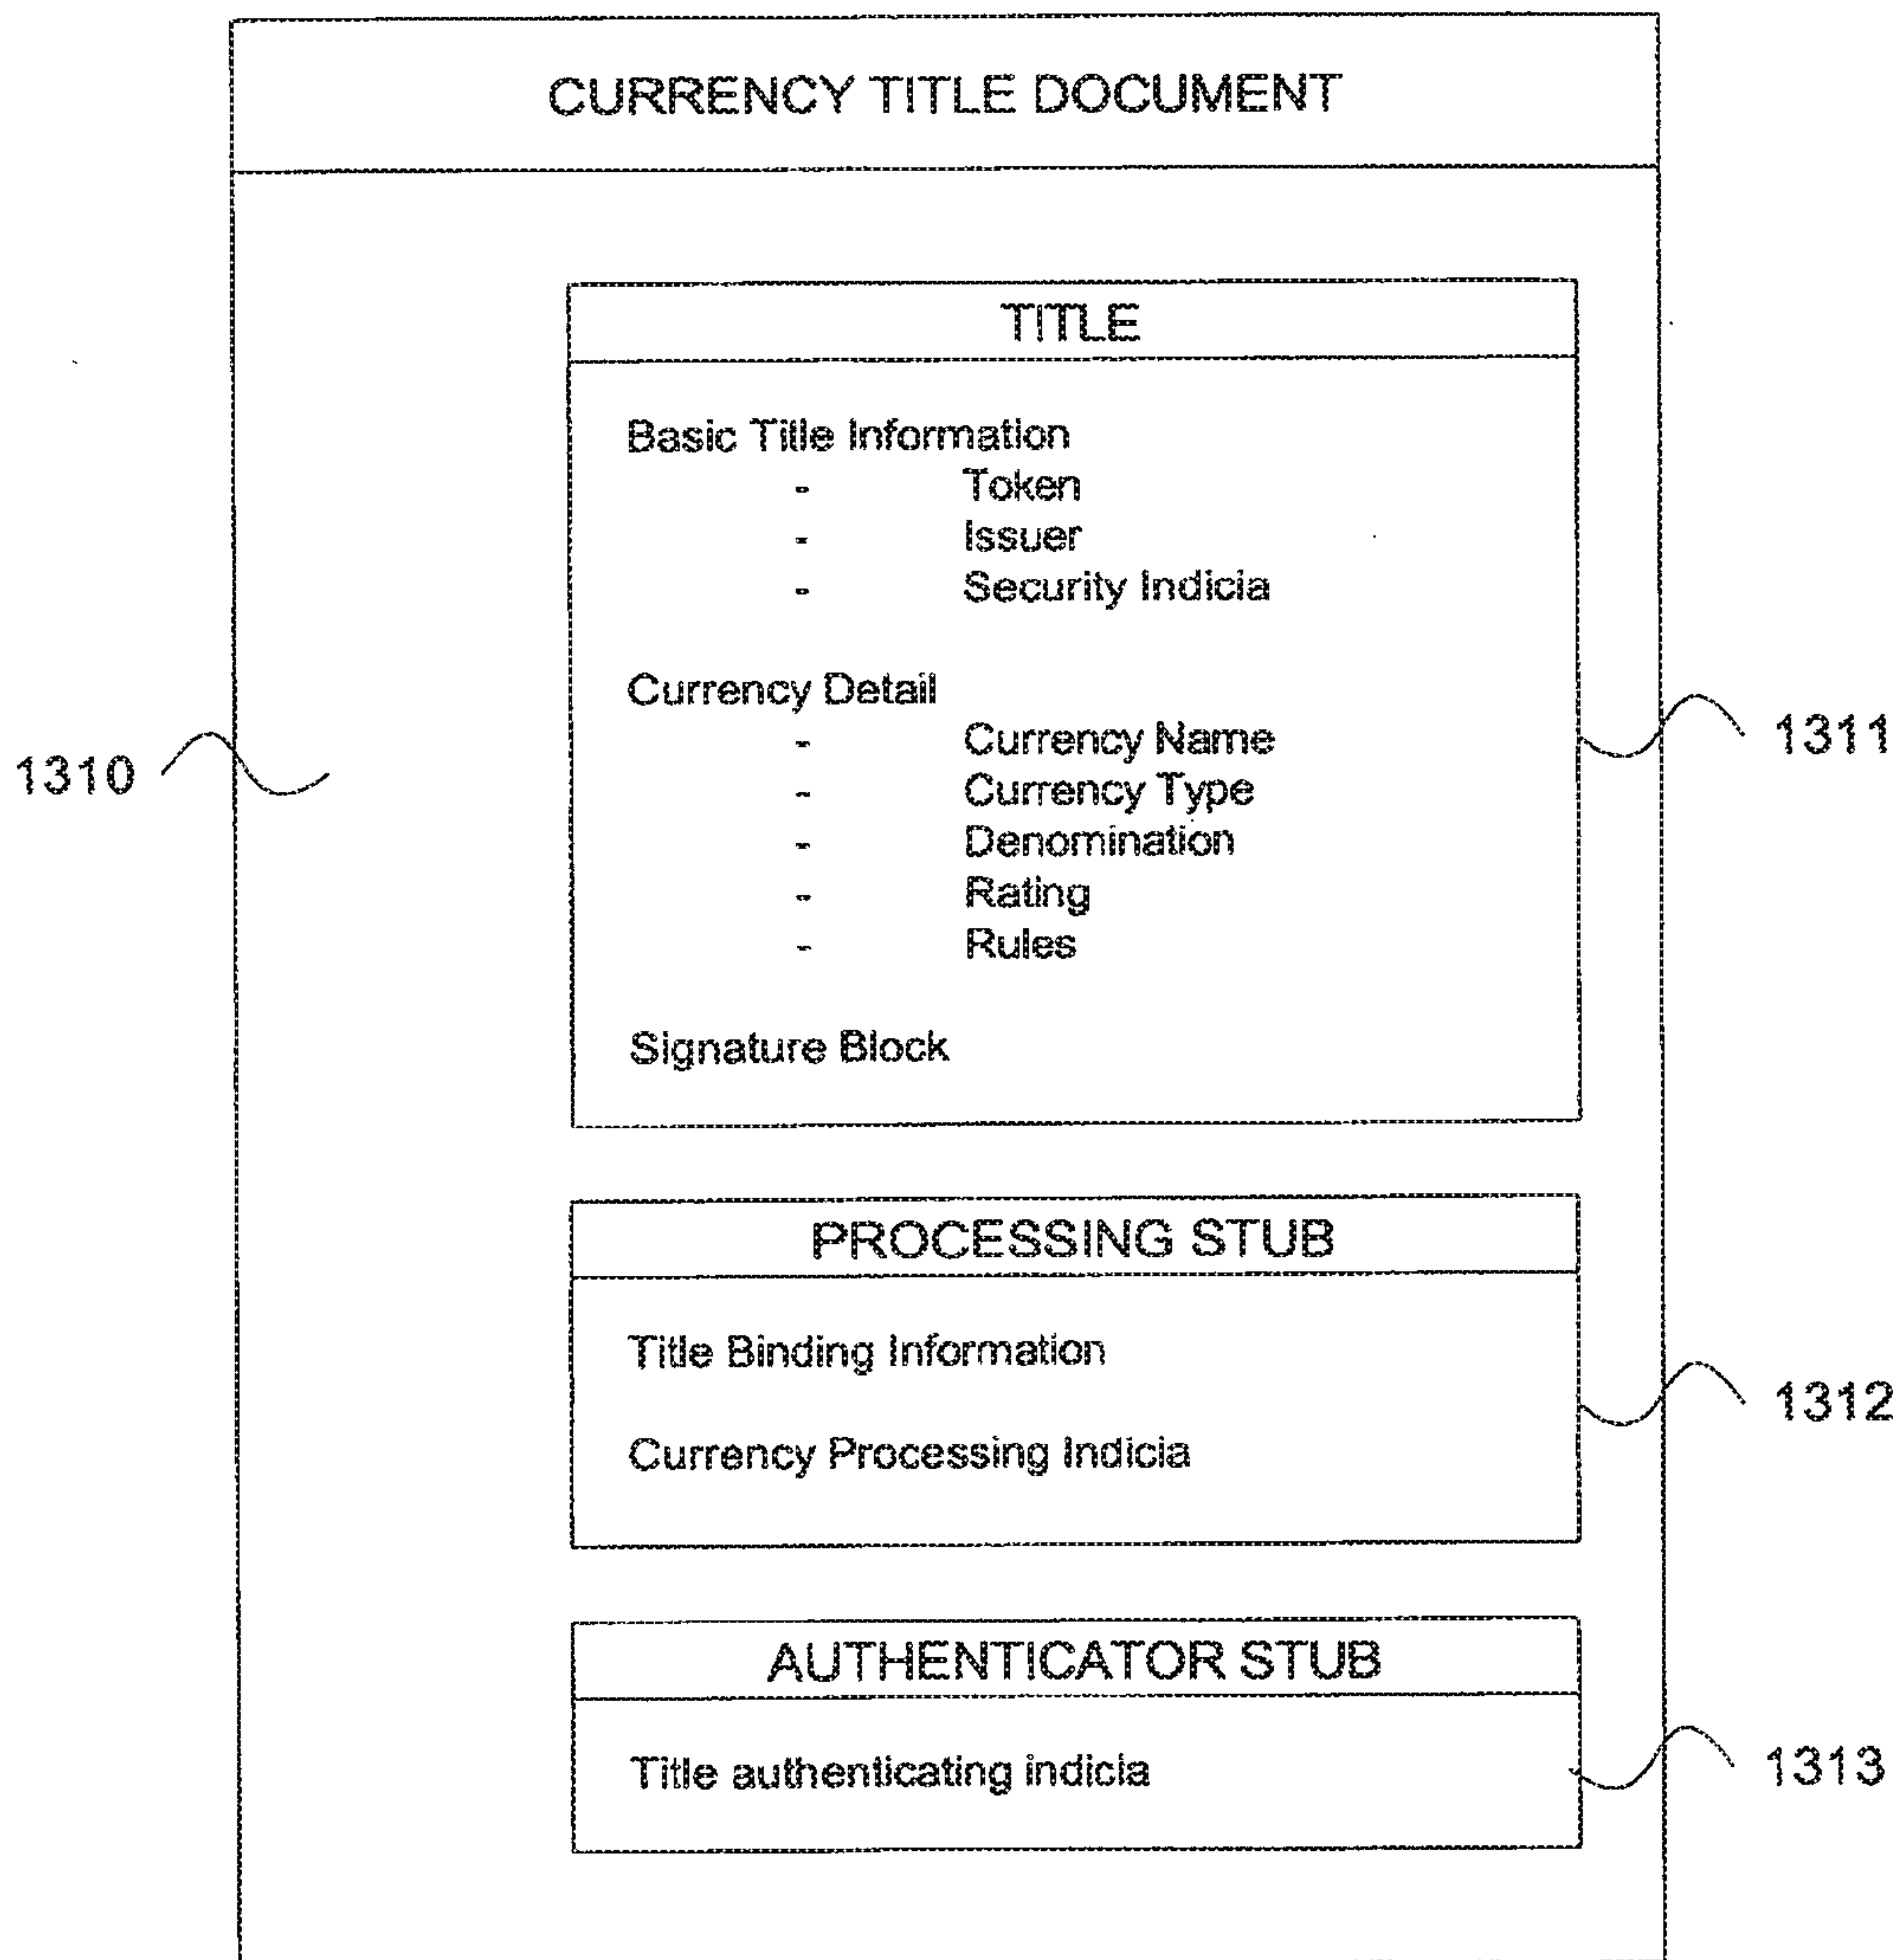 CURRENCY TITLE DOCUMENT
TITLE
Basic Title Information
- Token
- Issuer
- Security Indicia
Currency Detail
- Currency Name
- Currency Type
- Denomination
- Rating
- Rules
Signature Block
1310
1311
PROCESSING STUB
Title Binding Information
Currency Processing Indicia
1312
AUTHENTICATOR STUB
Title authenticating indicia
1313